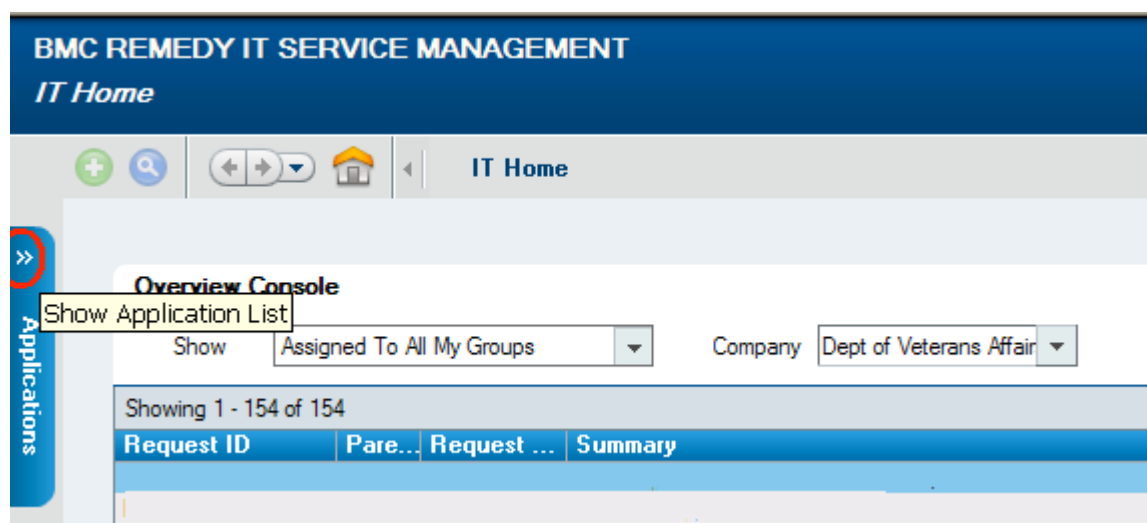 BMC REMEDY IT SERVICE MANAGEMENT
IT Home
IT Home
»
Overview Console
Show Application List
Applications
Show Assigned To All My Groups Company Dept of Veterans Affair
Showing 1 - 154 of 154
Request ID Pare... Request ... Summary